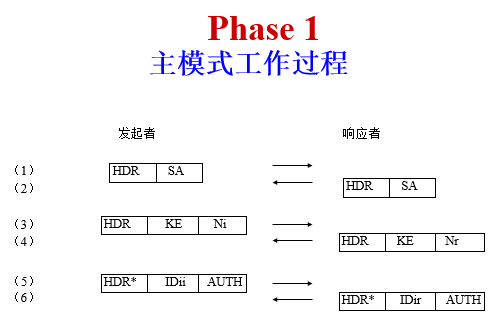 Phase 1
主模式工作过程
发起者 响应者
（1） HDR SA
（2） HDR SA
（3） HDR KE Ni
（4） HDR KE Nr
（5） HDR* IDii AUTH
（6） HDR* IDir AUTH